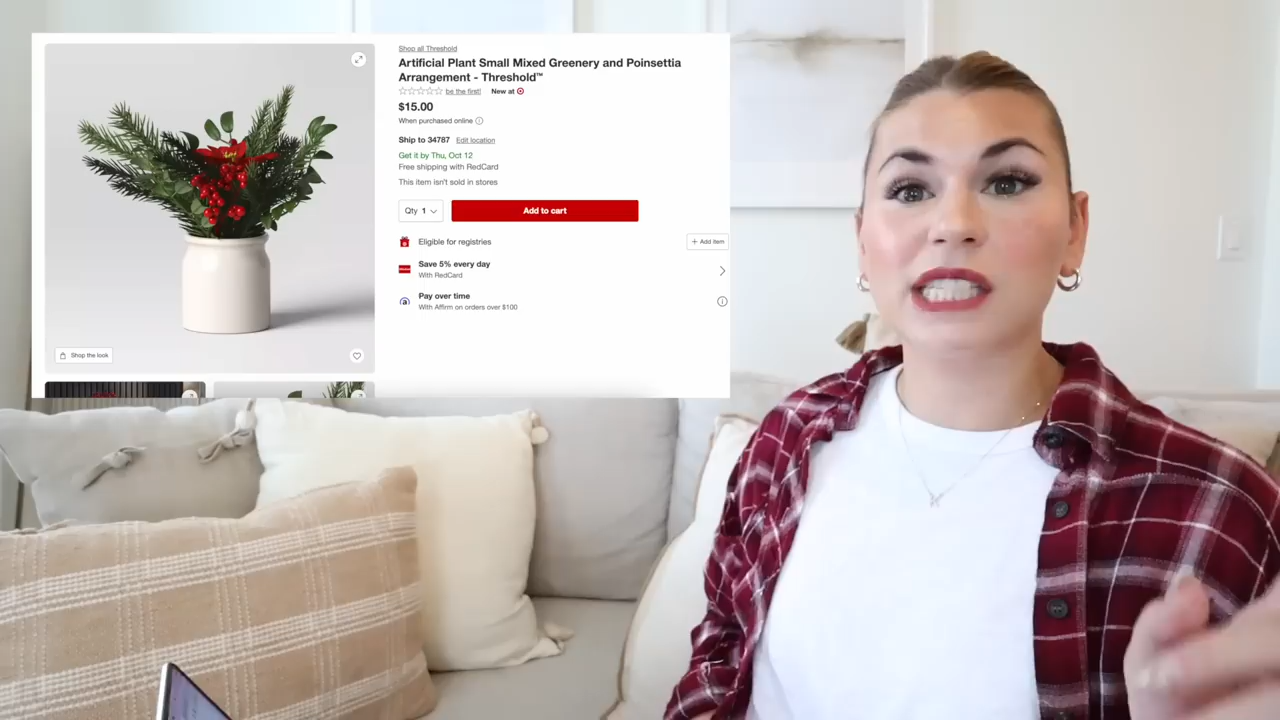 Shop all Threshold
Artificial Plant Small Mixed Greenery and Poinsettia
Arrangement - Threshold™
be the first! New at
$15.00
When purchased online
Ship to 34787 Edit location
Get it by Thu, Oct 12
Free shipping with RedCard
This item isn't sold in stores
Qty 1 Add to cart
Eligible for registries + Add item
Save 5% every day
With RedCard
Pay over time
With Affirm on orders over $100
Shop the look